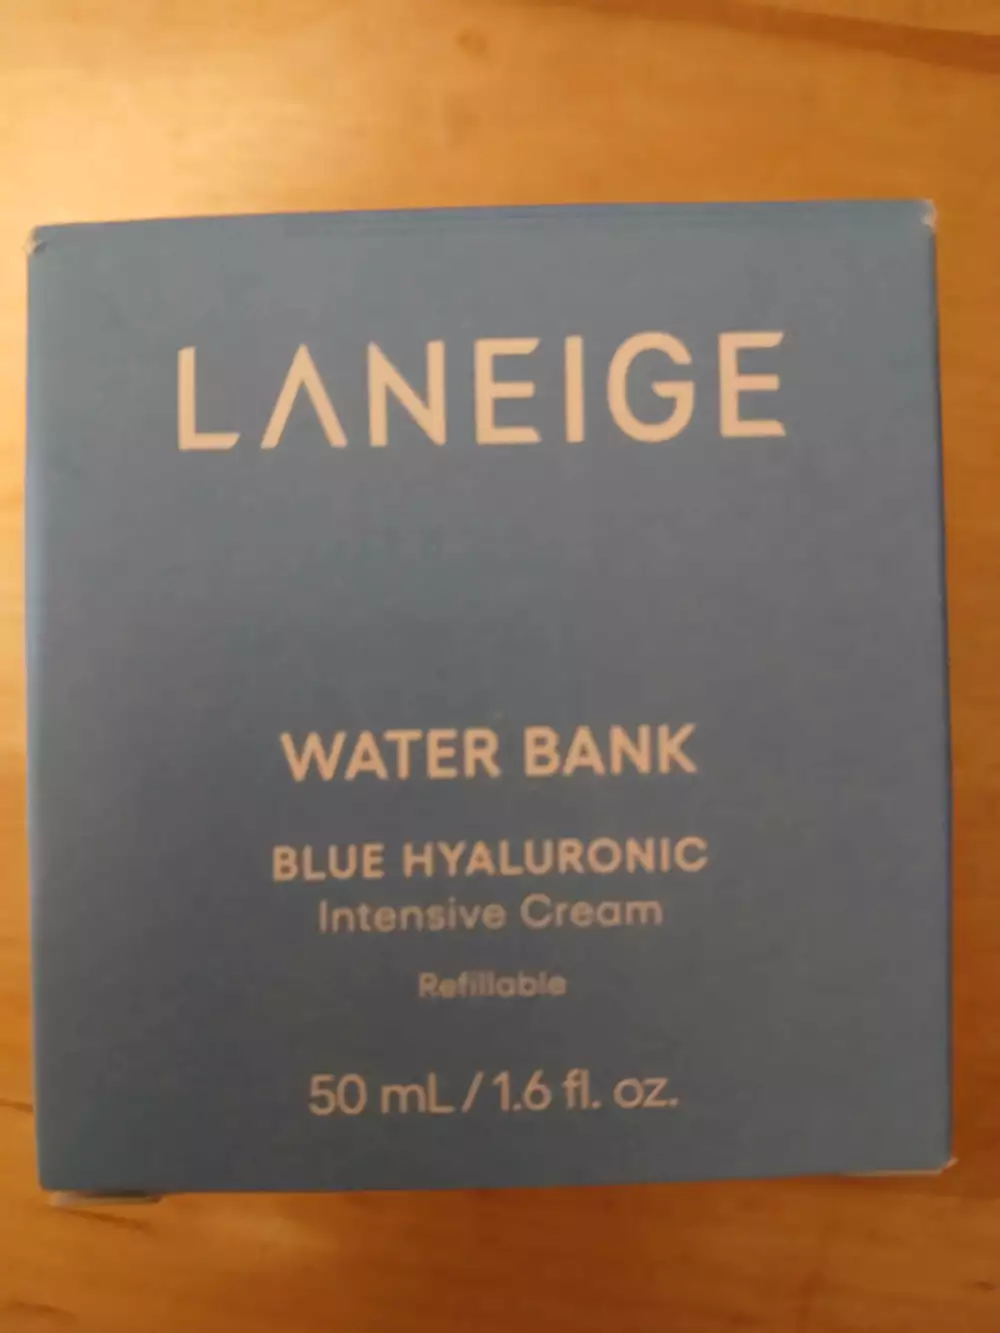 LANEIGE
WATER BANK
BLUE HYALURONIC
Intensive Cream
Refillable
50 mL / 1.6 fl. oz.